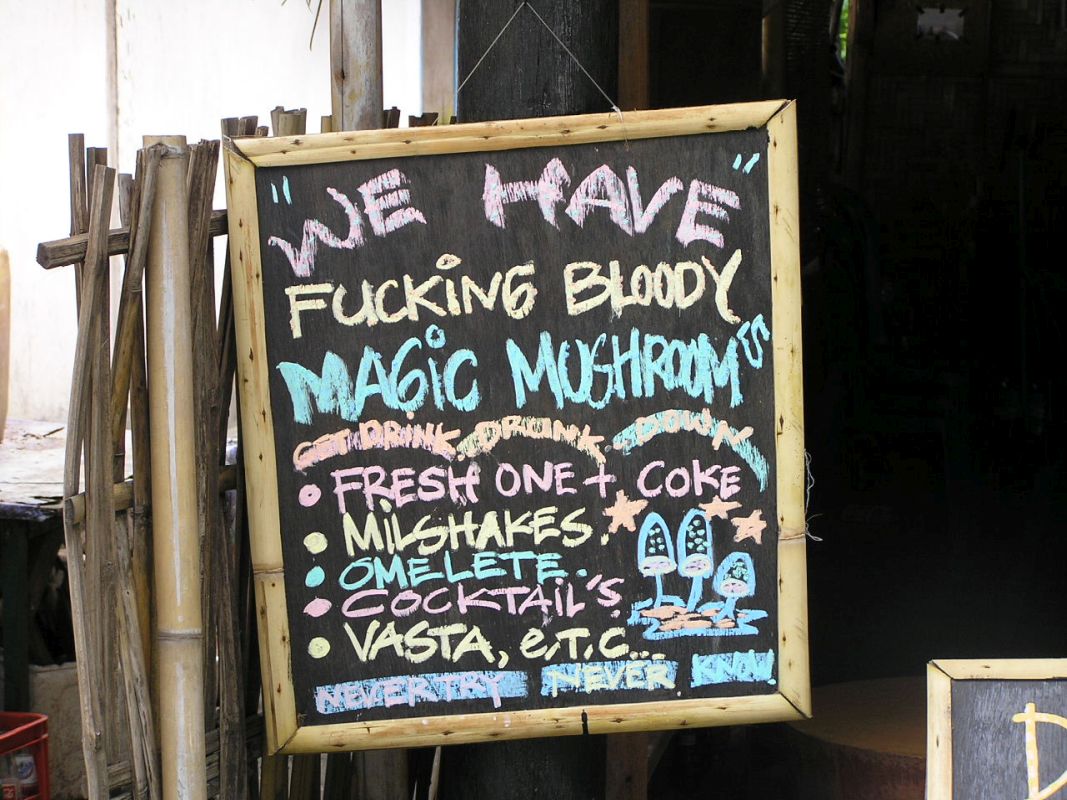 "WE HAVE"
FUCKiNG BLOODY
MAGiC MUSHROOM'S
GET DRiNK, DRUNK. & DOWN
• FRESH ONE + COKE
• MiLSHAKES.
• OMELETE.
• COCKTAiL'S
• VASTA, e.T.C...
NEVER TRY NEVER KNOW
D